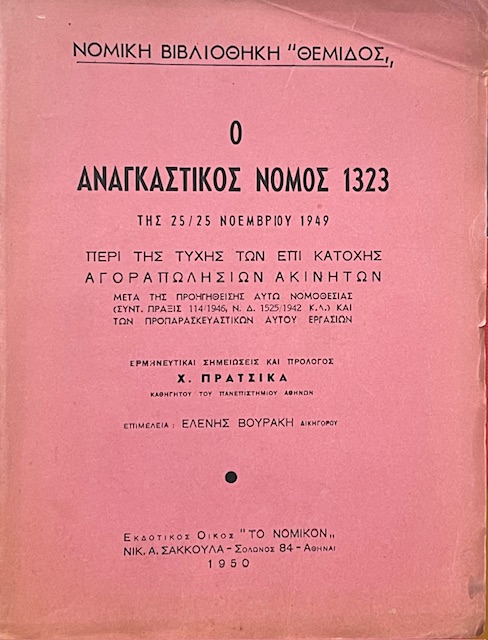 ΝΟΜΙΚΗ ΒΙΒΛΙΟΘΗΚΗ "ΘΕΜΙΔΟΣ,,
Ο
ΑΝΑΓΚΑΣΤΙΚΟΣ ΝΟΜΟΣ 1323
ΤΗΣ 25/25 ΝΟΕΜΒΡΙΟΥ 1949
ΠΕΡΙ ΤΗΣ ΤΥΧΗΣ ΤΩΝ ΕΠΙ ΚΑΤΟΧΗΣ
ΑΓΟΡΑΠΩΛΗΣΙΩΝ ΑΚΙΝΗΤΩΝ
ΜΕΤΑ ΤΗΣ ΠΡΟΗΓΗΘΕΙΣΗΣ ΑΥΤΩ ΝΟΜΟΘΕΣΙΑΣ
(ΣΥΝΤ. ΠΡΑΞΙΣ 114/1946, Ν. Δ. 1525/1942 Κ.Λ.) ΚΑΙ
ΤΩΝ ΠΡΟΠΑΡΑΣΚΕΥΑΣΤΙΚΩΝ ΑΥΤΟΥ ΕΡΓΑΣΙΩΝ
ΕΡΜΗΝΕΥΤΙΚΑΙ ΣΗΜΕΙΩΣΕΙΣ ΚΑΙ ΠΡΟΛΟΓΟΣ
Χ. ΠΡΑΤΣΙΚΑ
ΚΑΘΗΓΗΤΟΥ ΤΟΥ ΠΑΝΕΠΙΣΤΗΜΙΟΥ ΑΘΗΝΩΝ
ΕΠΙΜΕΛΕΙΑ : ΕΛΕΝΗΣ ΒΟΥΡΑΚΗ ΔΙΚΗΓΟΡΟΥ
ΕΚΔΟΤΙΚΟΣ ΟΙΚΟΣ "ΤΟ ΝΟΜΙΚΟΝ,,
ΝΙΚ. Α. ΣΑΚΚΟΥΛΑ - ΣΟΛΩΝΟΣ 84 - ΑΘΗΝΑΙ
1950